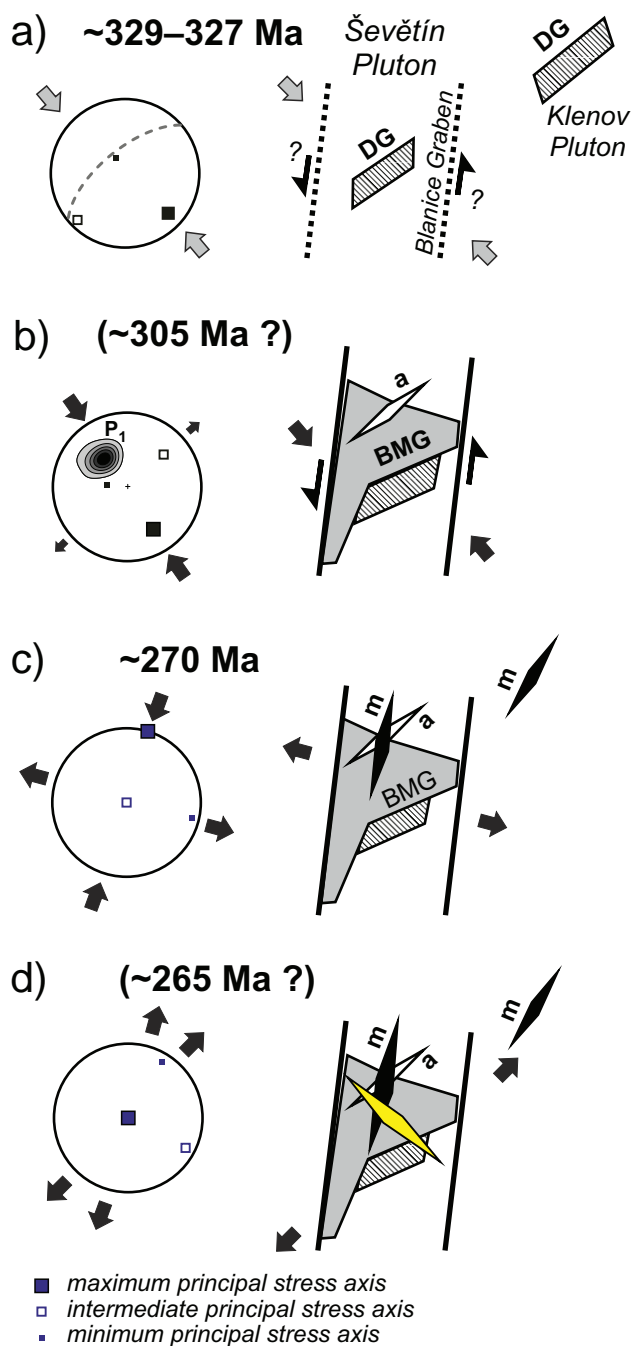 a) ~329–327 Ma
Ševětín
Pluton
DG
Klenov
Pluton
?
DG
Blanice Graben
?
b) (~305 Ma ?)
P1
a
BMG
c) ~270 Ma
m
a
m
BMG
d) (~265 Ma ?)
m
a
m
maximum principal stress axis
intermediate principal stress axis
minimum principal stress axis